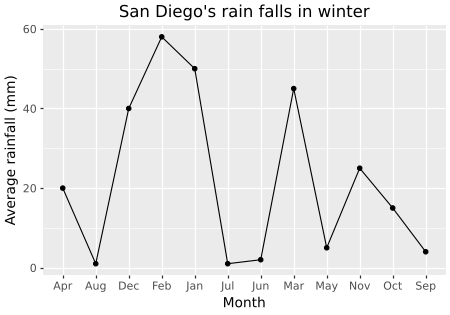 San Diego's rain falls in winter
Average rainfall (mm)
60
40
20
0
Apr Aug Dec Feb Jan Jul Jun Mar May Nov Oct Sep
Month